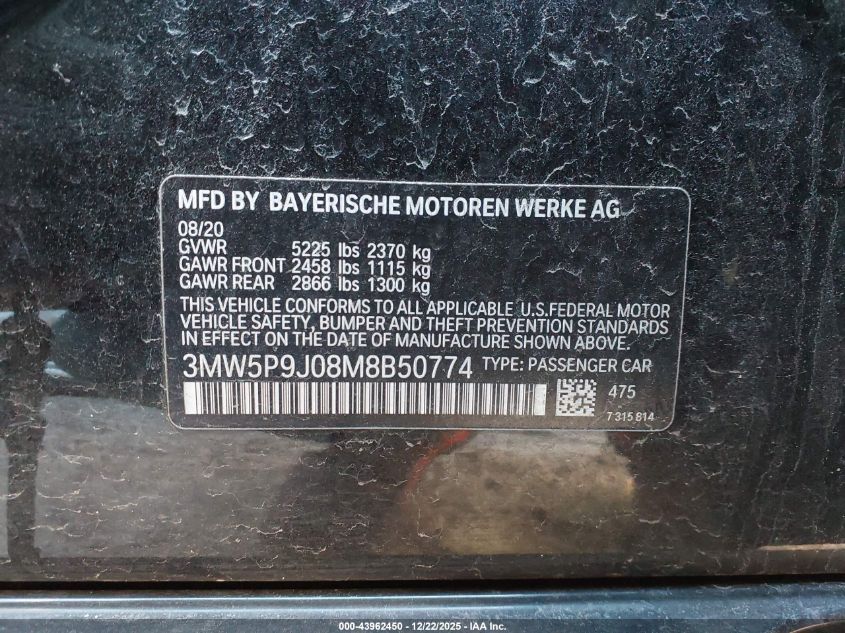 MFD BY BAYERISCHE MOTOREN WERKE AG
08/20
GVWR 5225 lbs 2370 kg
GAWR FRONT 2458 lbs 1115 kg
GAWR REAR 2866 lbs 1300 kg
THIS VEHICLE CONFORMS TO ALL APPLICABLE U.S.FEDERAL MOTOR
VEHICLE SAFETY, BUMPER AND THEFT PREVENTION STANDARDS
IN EFFECT ON THE DATE OF MANUFACTURE SHOWN ABOVE.
3MW5P9J08M8B50774 TYPE: PASSENGER CAR
475
7 315 814
000-43962450 - 12/22/2025 - IAA Inc.